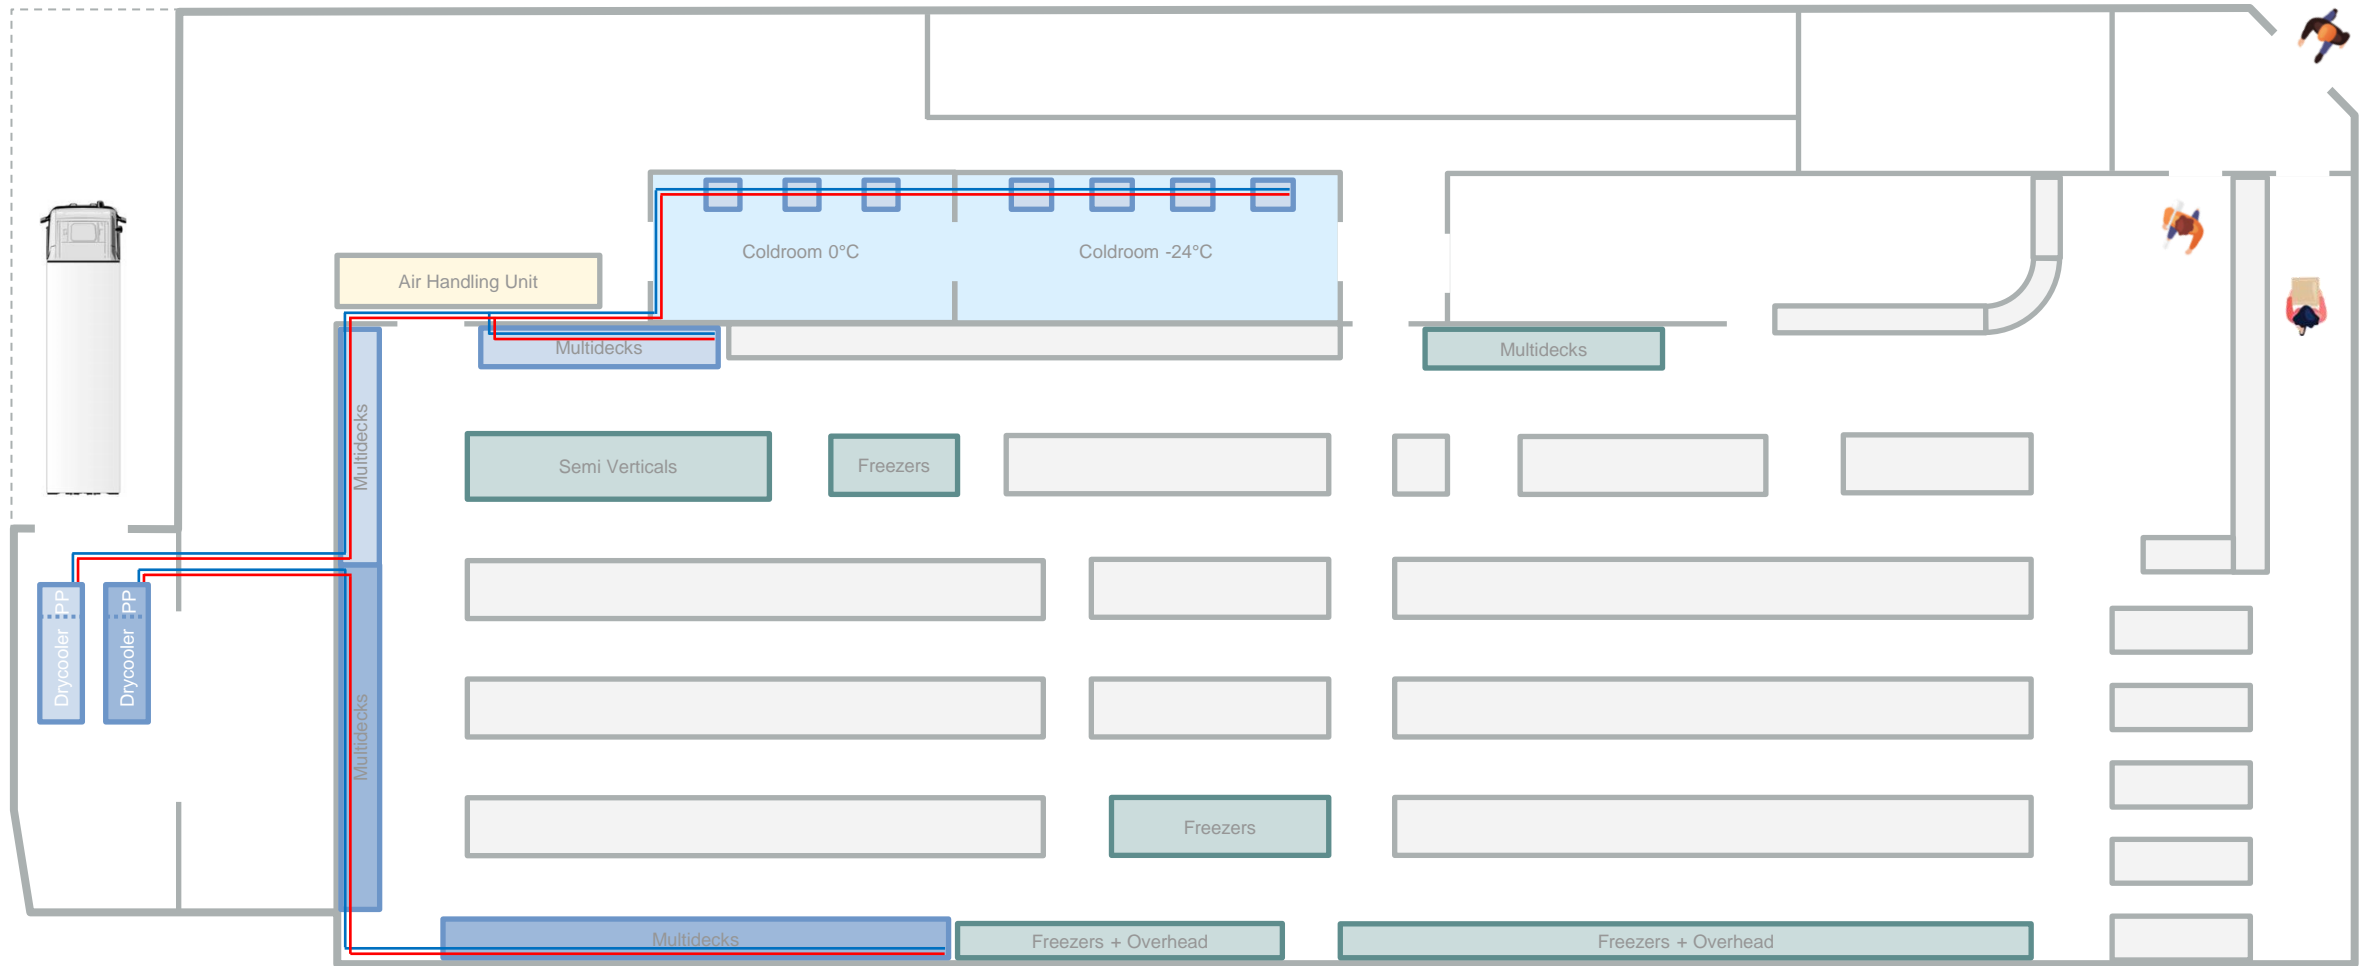 Coldroom 0°C
Coldroom -24°C
Air Handling Unit
Multidecks
Multidecks
Multidecks
Semi Verticals
Freezers
Drycooler PP
Drycooler PP
Multidecks
Freezers
Multidecks
Freezers + Overhead
Freezers + Overhead